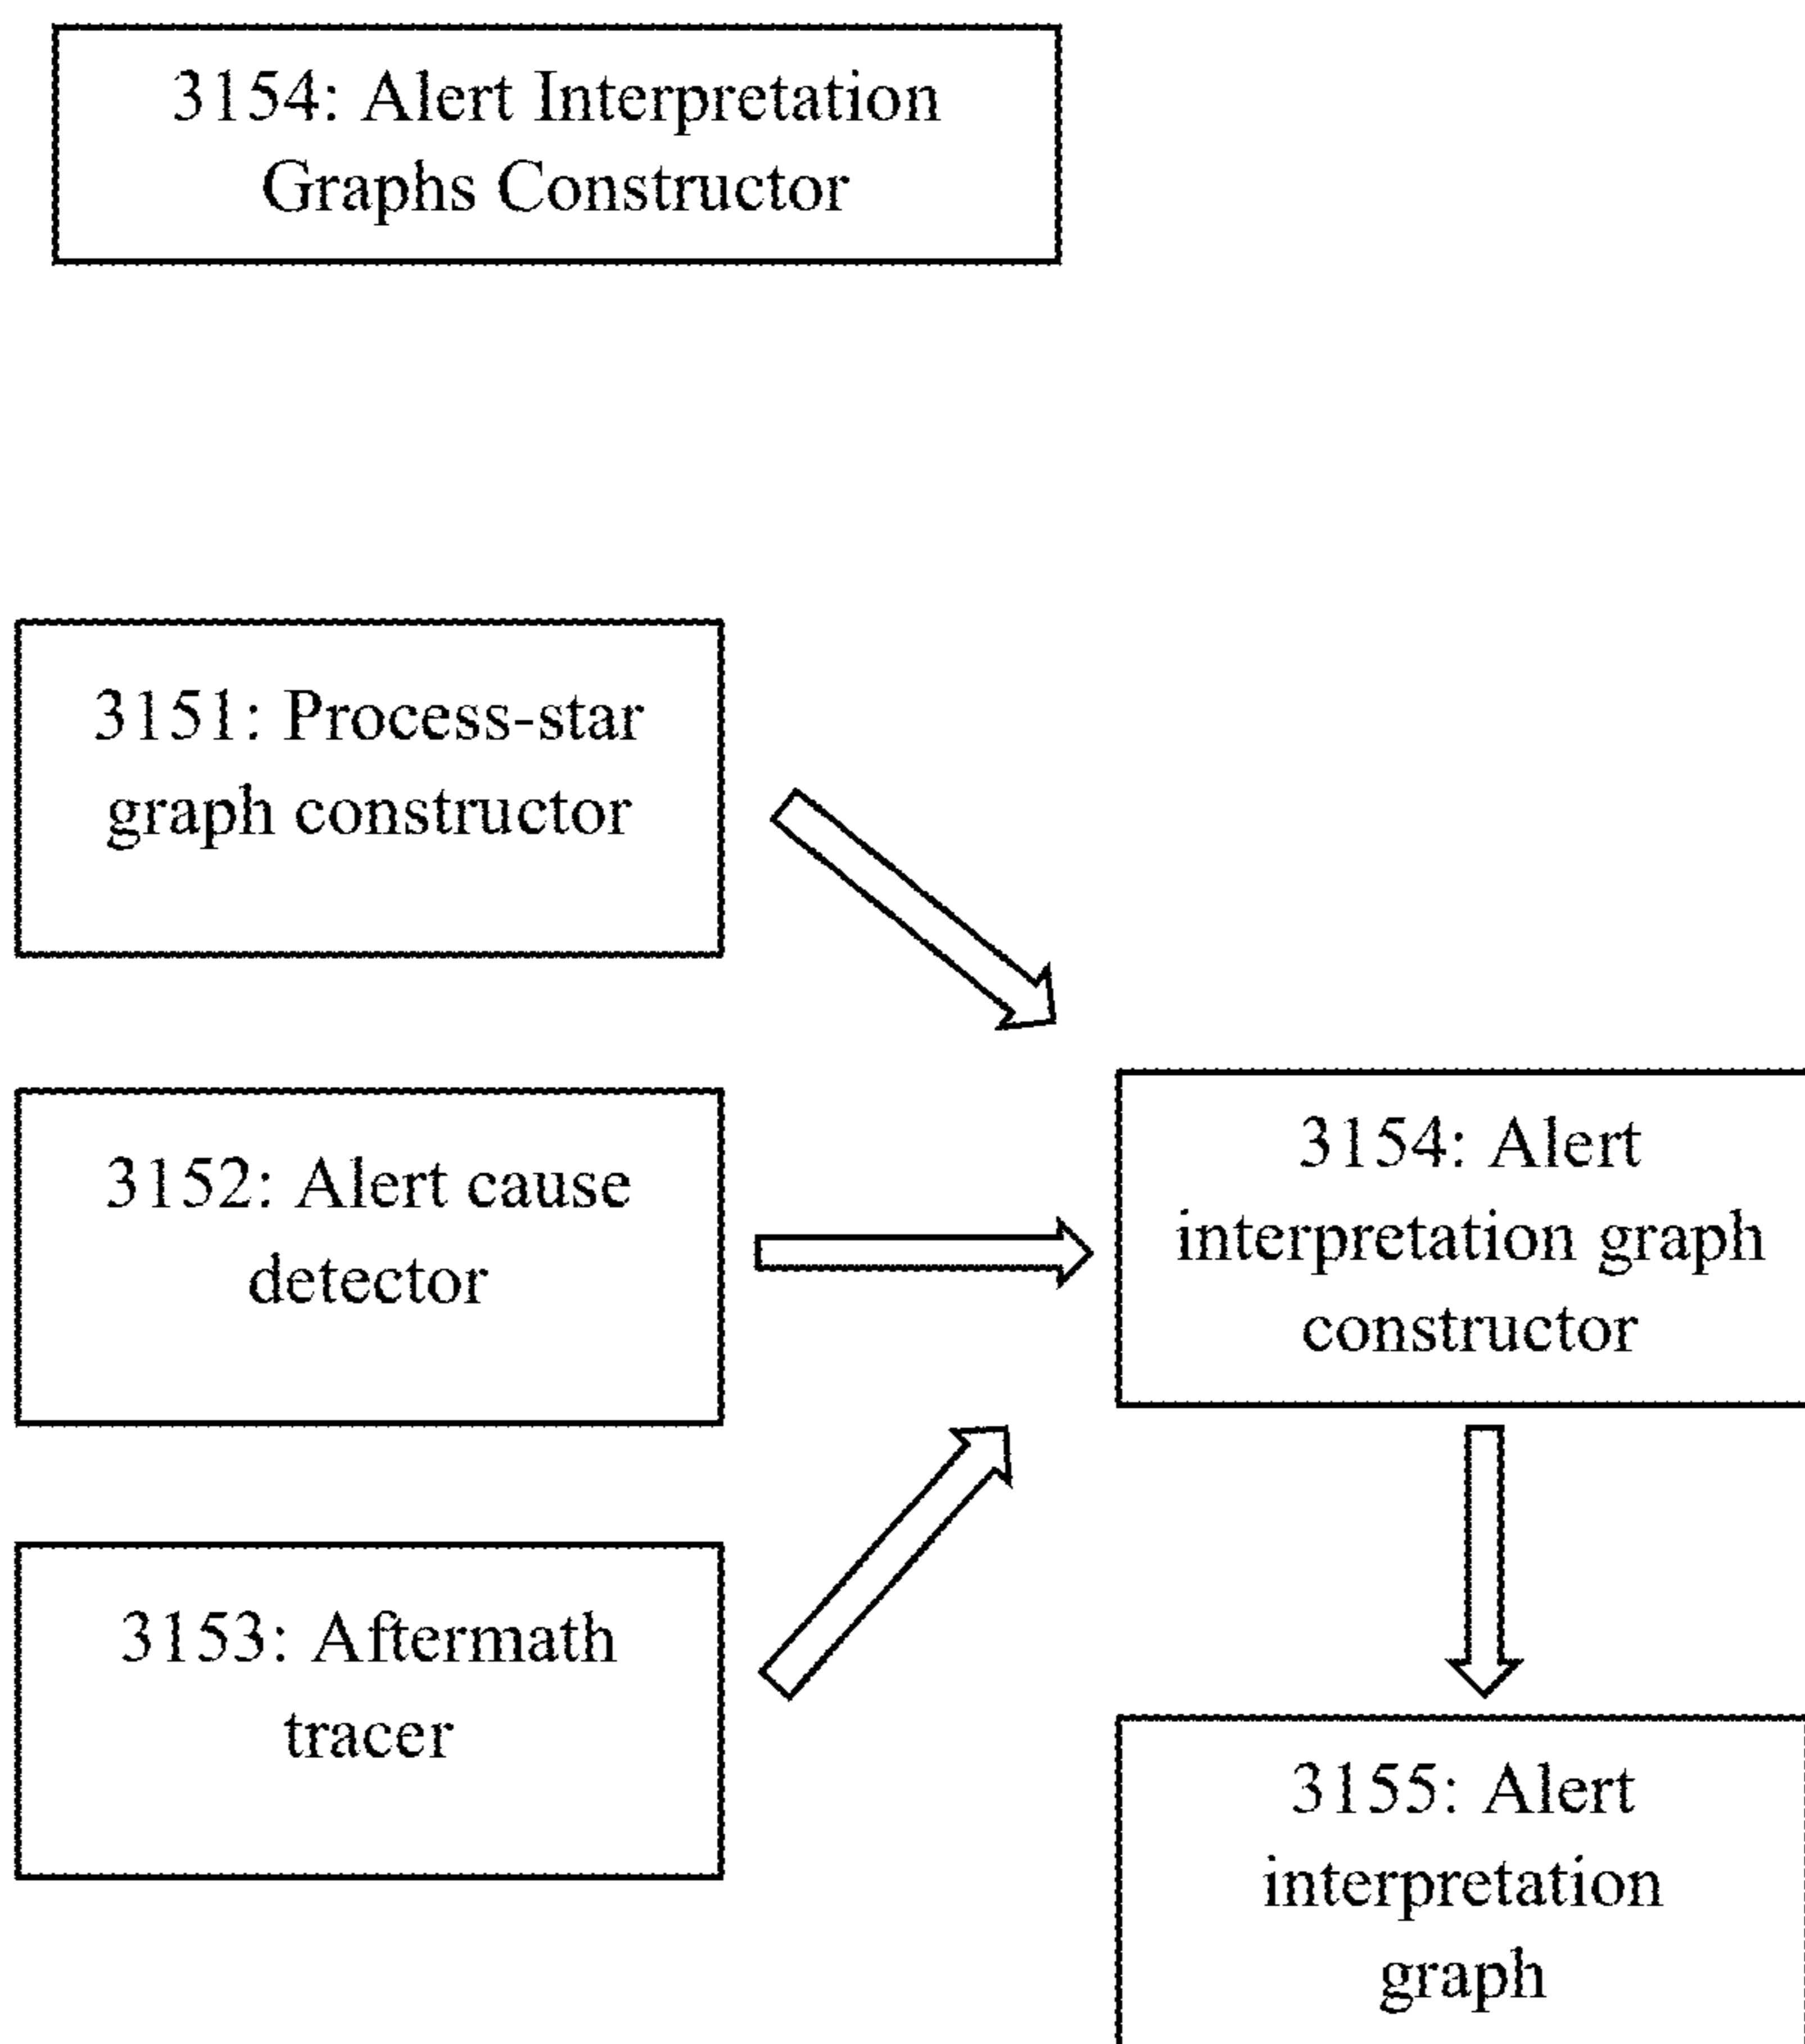 3154: Alert Interpretation
Graphs Constructor
3151: Process-star
graph constructor
3152: Alert cause
detector
3153: Aftermath
tracer
3154: Alert
interpretation graph
constructor
3155: Alert
interpretation
graph